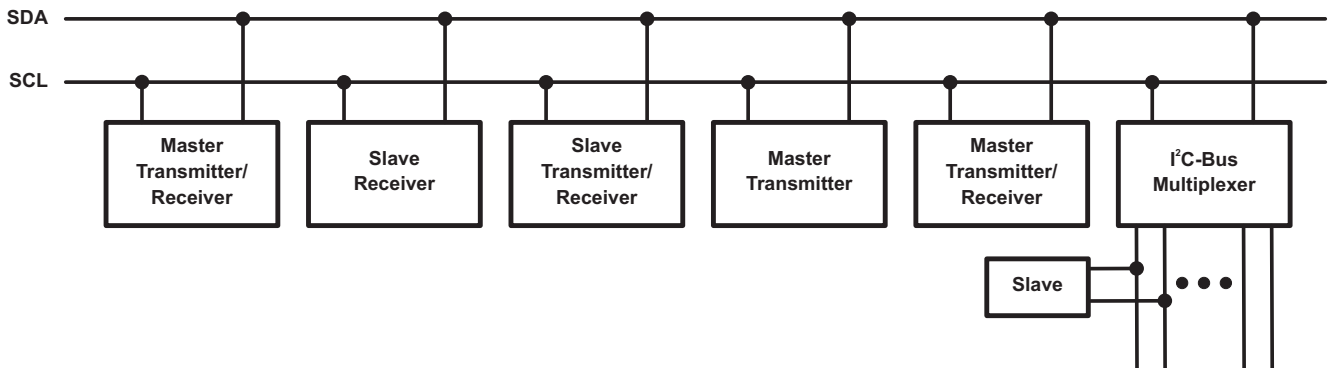 SDA
SCL
Master
Transmitter/
Receiver
Slave
Receiver
Slave
Transmitter/
Receiver
Master
Transmitter
Master
Transmitter/
Receiver
I²C-Bus
Multiplexer
Slave